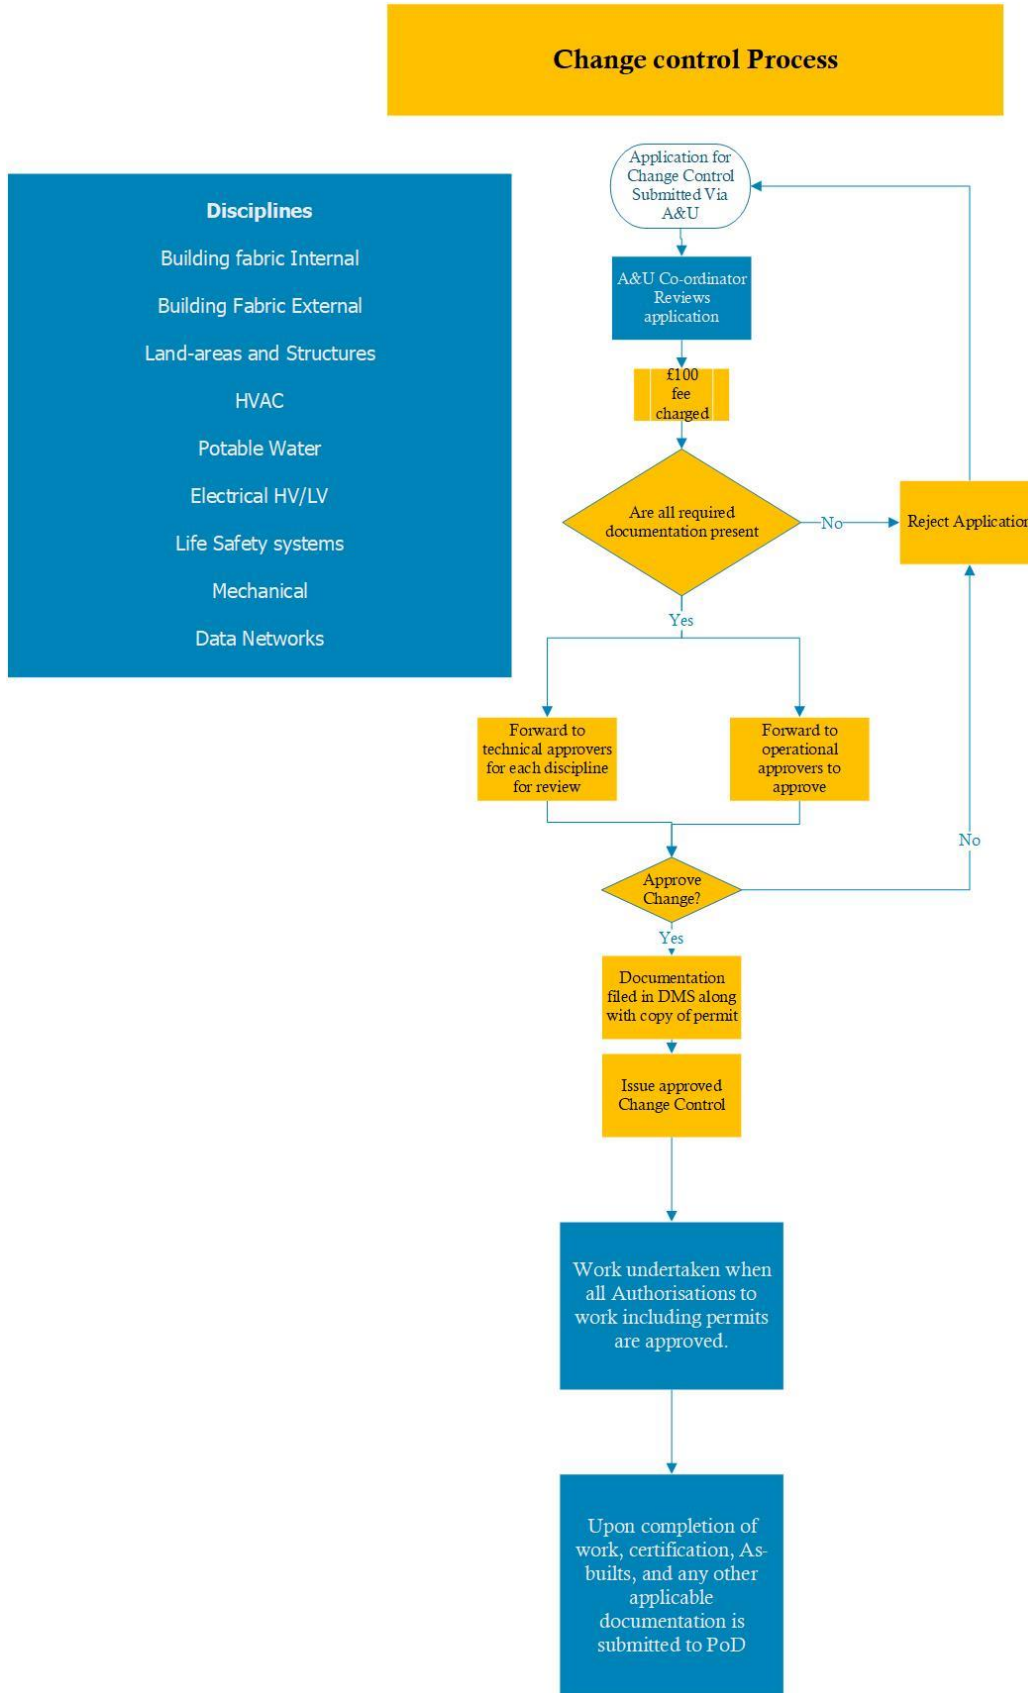 Change control Process
Application for
Change Control
Submitted Via
A&U
Disciplines
Building fabric Internal
Building Fabric External
Land-areas and Structures
HVAC
Potable Water
Electrical HV/LV
Life Safety systems
Mechanical
Data Networks
A&U Co-ordinator
Reviews
application
£100
fee
charged
Are all required
documentation present
No
Reject Application
Yes
Forward to
technical approvers
for each discipline
for review
Forward to
operational
approvers to
approve
Approve
Change?
No
Yes
Documentation
filed in DMS along
with copy of permit
Issue approved
Change Control
Work undertaken when
all Authorisations to
work including permits
are approved.
Upon completion of
work, certification, As-
builts, and any other
applicable
documentation is
submitted to PoD